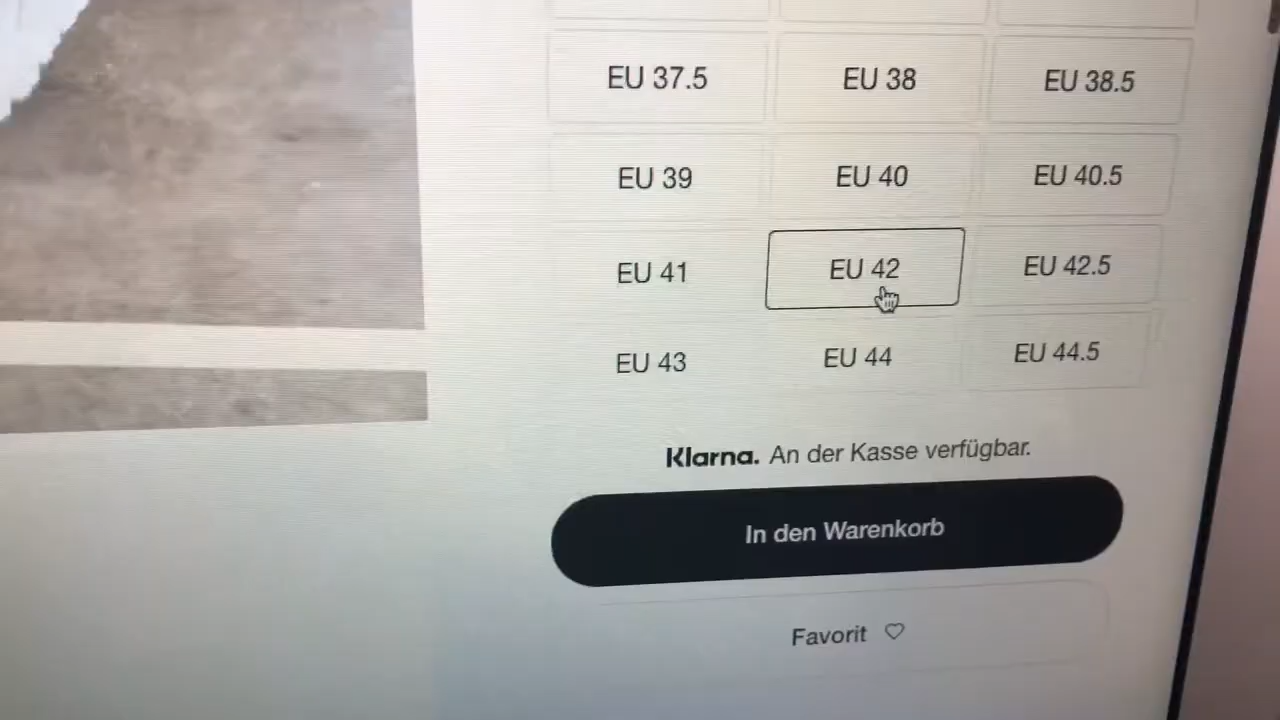 EU 37.5 EU 38 EU 38.5
EU 39 EU 40 EU 40.5
EU 41 EU 42 EU 42.5
EU 43 EU 44 EU 44.5
Klarna. An der Kasse verfügbar.
In den Warenkorb
Favorit